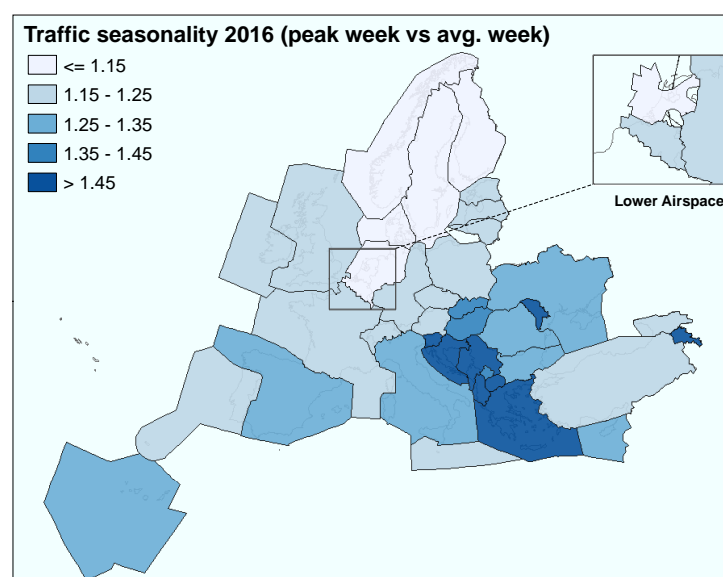 Traffic seasonality 2016 (peak week vs avg. week)
<= 1.15
1.15 - 1.25
1.25 - 1.35
1.35 - 1.45
> 1.45
Lower Airspace